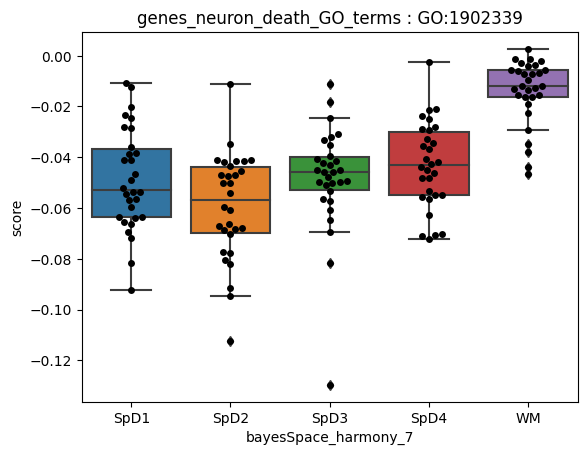 genes_neuron_death_GO_terms : GO:1902339
0.00
−0.02
−0.04
−0.06
−0.08
−0.10
−0.12
score
SpD1 SpD2 SpD3 SpD4 WM
bayesSpace_harmony_7